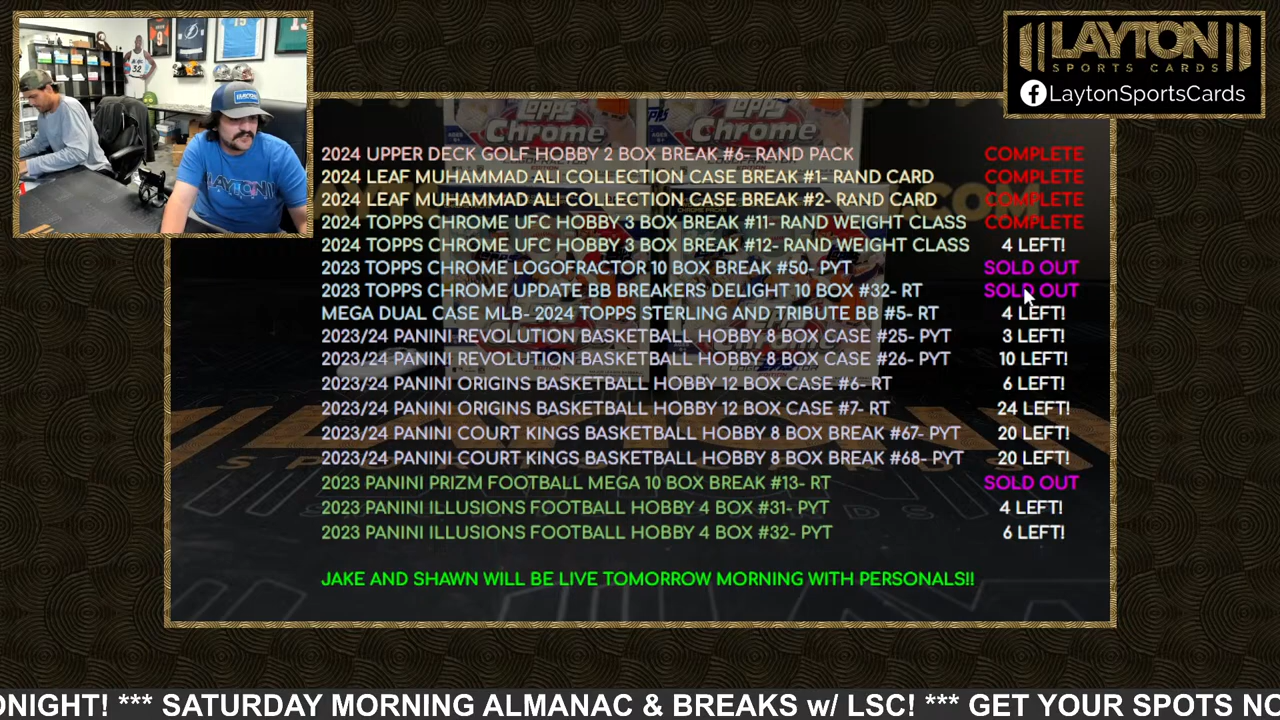 LAYTON
SPORTS CARDS
LaytonSportsCards
2024 UPPER DECK GOLF HOBBY 2 BOX BREAK #6- RAND PACK COMPLETE
2024 LEAF MUHAMMAD ALI COLLECTION CASE BREAK #1- RAND CARD COMPLETE
2024 LEAF MUHAMMAD ALI COLLECTION CASE BREAK #2- RAND CARD COMPLETE
2024 TOPPS CHROME UFC HOBBY 3 BOX BREAK #11- RAND WEIGHT CLASS COMPLETE
2024 TOPPS CHROME UFC HOBBY 3 BOX BREAK #12- RAND WEIGHT CLASS 4 LEFT!
2023 TOPPS CHROME LOGOFRACTOR 10 BOX BREAK #50- PYT SOLD OUT
2023 TOPPS CHROME UPDATE BB BREAKERS DELIGHT 10 BOX #32- RT SOLD OUT
MEGA DUAL CASE MLB- 2024 TOPPS STERLING AND TRIBUTE BB #5- RT 4 LEFT!
2023/24 PANINI REVOLUTION BASKETBALL HOBBY 8 BOX CASE #25- PYT 3 LEFT!
2023/24 PANINI REVOLUTION BASKETBALL HOBBY 8 BOX CASE #26- PYT 10 LEFT!
2023/24 PANINI ORIGINS BASKETBALL HOBBY 12 BOX CASE #6- RT 6 LEFT!
2023/24 PANINI ORIGINS BASKETBALL HOBBY 12 BOX CASE #7- RT 24 LEFT!
2023/24 PANINI COURT KINGS BASKETBALL HOBBY 8 BOX BREAK #67- PYT 20 LEFT!
2023/24 PANINI COURT KINGS BASKETBALL HOBBY 8 BOX BREAK #68- PYT 20 LEFT!
2023 PANINI PRIZM FOOTBALL MEGA 10 BOX BREAK #13- RT SOLD OUT
2023 PANINI ILLUSIONS FOOTBALL HOBBY 4 BOX #31- PYT 4 LEFT!
2023 PANINI ILLUSIONS FOOTBALL HOBBY 4 BOX #32- PYT 6 LEFT!
JAKE AND SHAWN WILL BE LIVE TOMORROW MORNING WITH PERSONALS!!
ONIGHT! *** SATURDAY MORNING ALMANAC & BREAKS w/ LSC! *** GET YOUR SPOTS NO